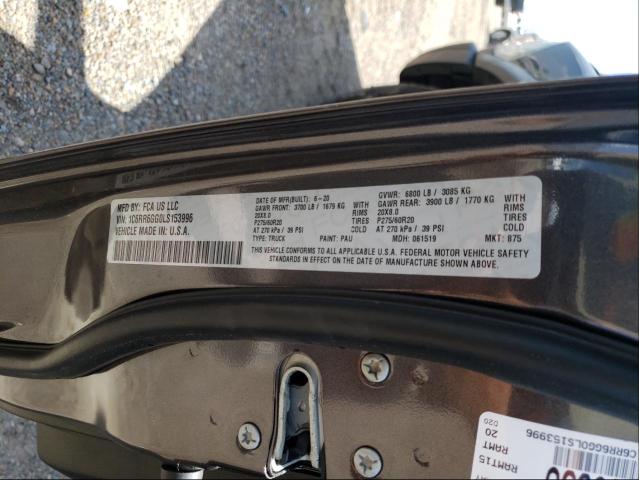 MFD BY: FCA US LLC
VIN: 1C6RR6GG0LS153996
VEHICLE MADE IN: U.S.A.
DATE OF MFR(BUILT): 6-20 GVWR: 6800 LB / 3085 KG
GAWR FRONT: 3700 LB / 1679 KG WITH GAWR REAR: 3900 LB / 1770 KG WITH
20X8.0 RIMS 20X8.0 RIMS
P275/60R20 TIRES P275/60R20 TIRES
AT 270 kPa / 39 PSI COLD AT 270 kPa / 39 PSI COLD
TYPE: TRUCK PAINT: PAU MDH: 061519 MKT: 875
THIS VEHICLE CONFORMS TO ALL APPLICABLE U.S.A. FEDERAL MOTOR VEHICLE SAFETY
STANDARDS IN EFFECT ON THE DATE OF MANUFACTURE SHOWN ABOVE.
C6RR6GG0LS153996
RAMT15
20 RAMT
D20